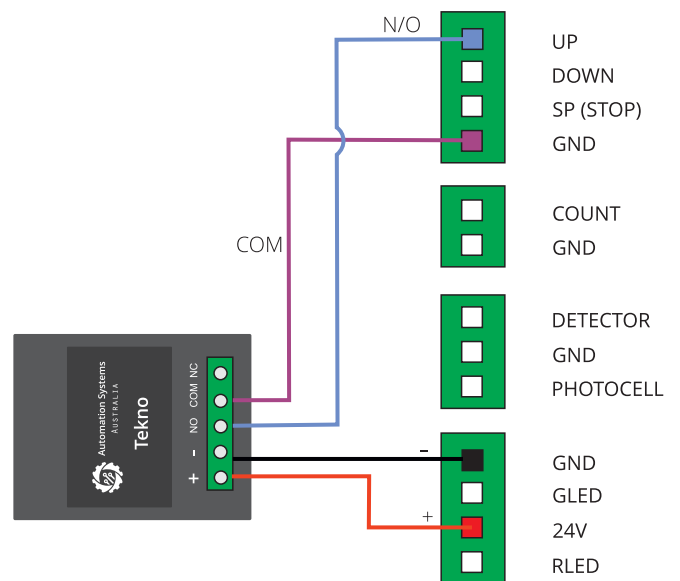 N/O
UP
DOWN
SP (STOP)
GND
COM
COUNT
GND
DETECTOR
GND
PHOTOCELL
Automation Systems
AUSTRALIA
Tekno
NC
COM
NO
-
+
–
GND
GLED
+
24V
RLED